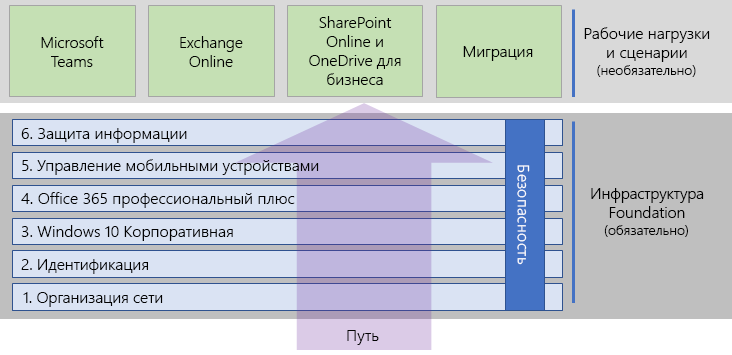 Microsoft
Teams
Exchange
Online
SharePoint
Online и
OneDrive для
бизнеса
Миграция
Рабочие нагрузки
и сценарии
(необязательно)
6. Защита информации
5. Управление мобильными устройствами
4. Office 365 профессиональный плюс
3. Windows 10 Корпоративная
2. Идентификация
1. Организация сети
Безопасность
Инфраструктура
Foundation
(обязательно)
Путь